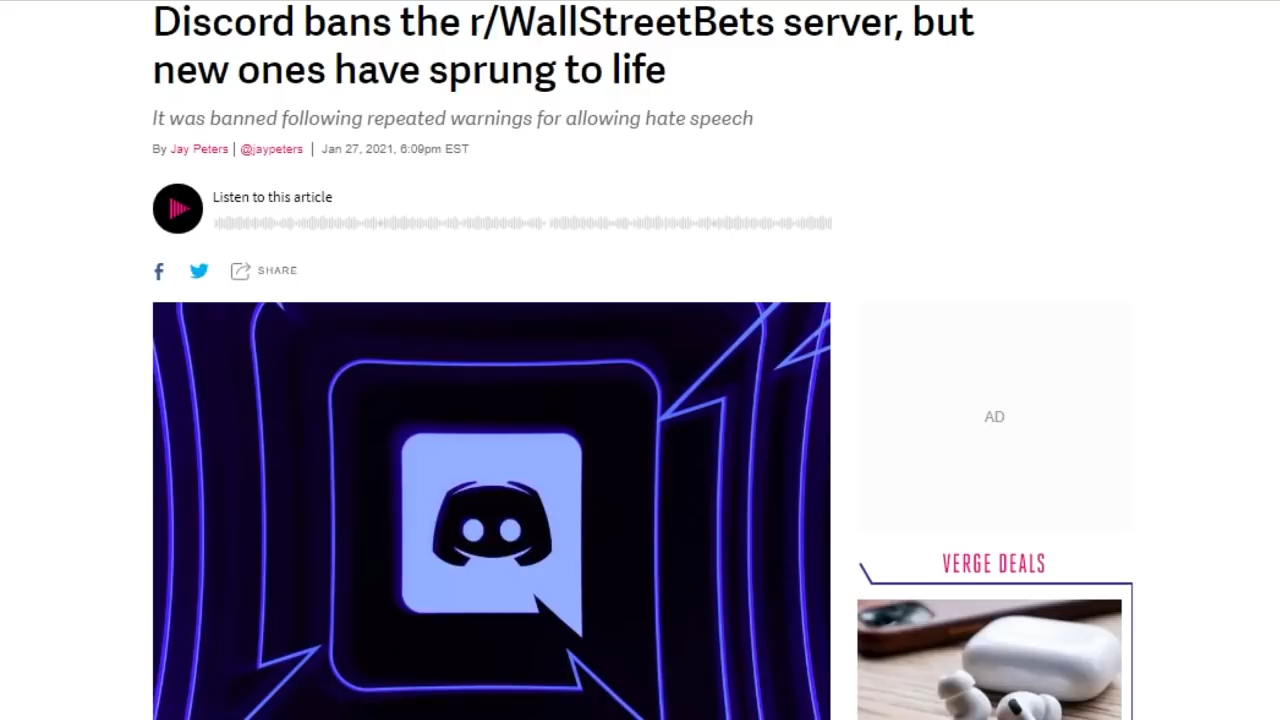 Discord bans the r/WallStreetBets server, but
new ones have sprung to life
It was banned following repeated warnings for allowing hate speech
By Jay Peters | @jaypeters | Jan 27, 2021, 6:09pm EST
Listen to this article
SHARE
AD
VERGE DEALS